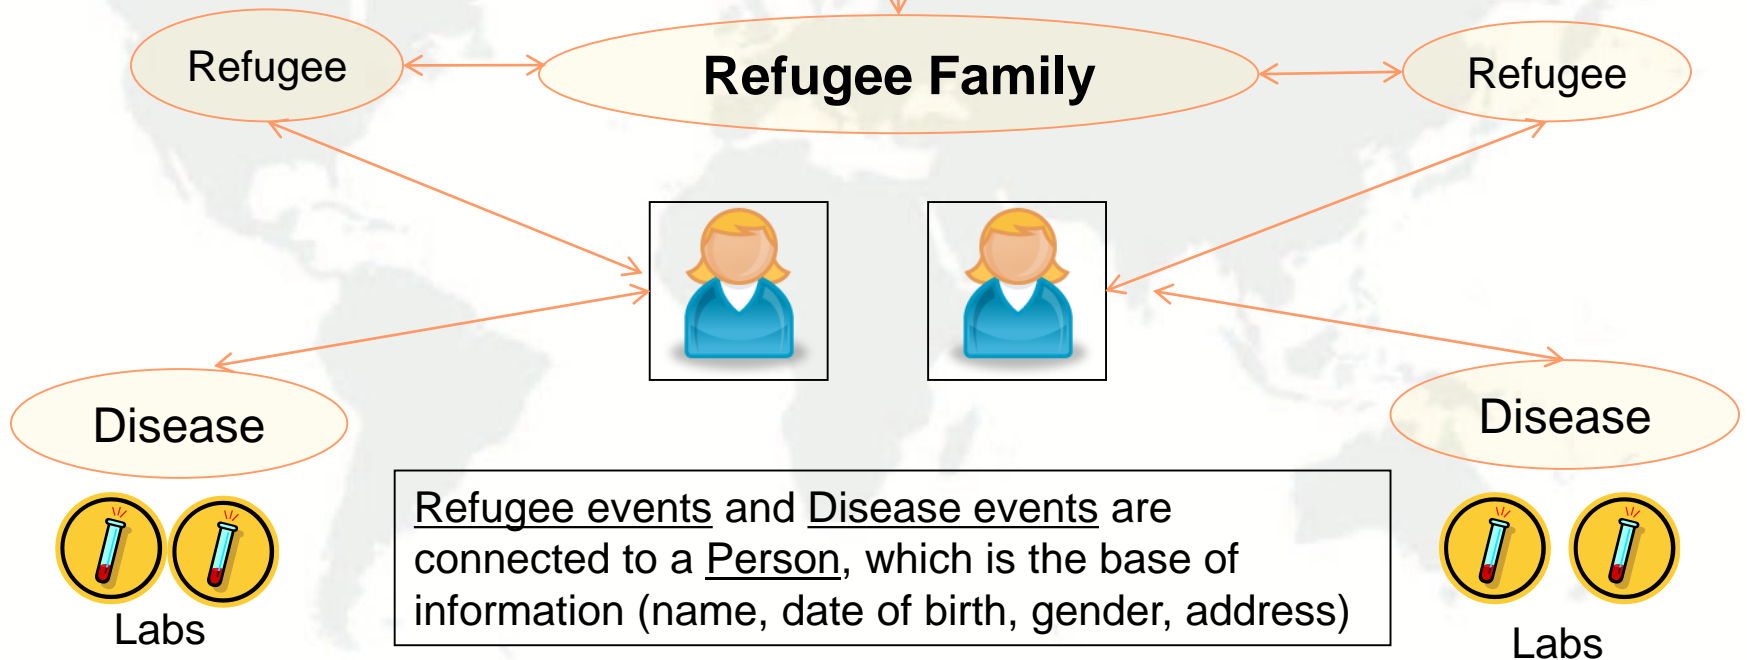 Refugee
Refugee Family
Refugee
Disease
Disease
Refugee events and Disease events are
connected to a Person, which is the base of
information (name, date of birth, gender, address)
Labs
Labs